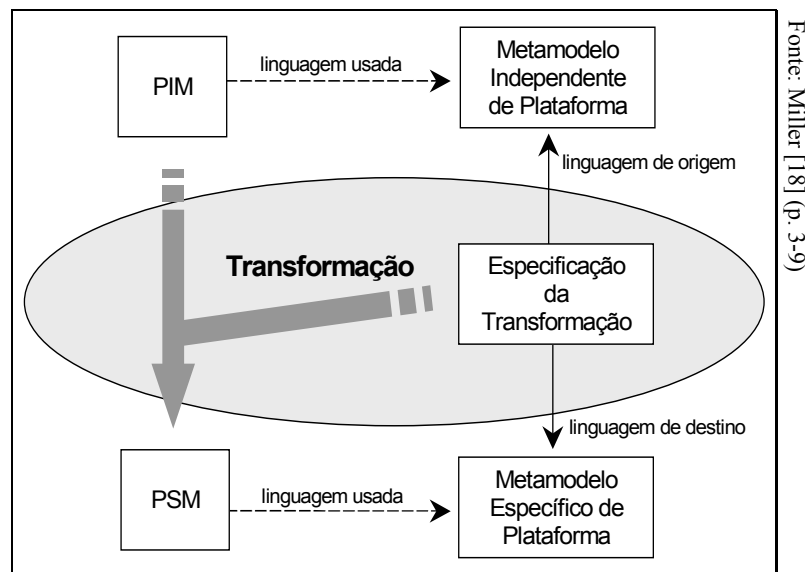 PIM
linguagem usada
Metamodelo
Independente
de Plataforma
linguagem de origem
Transformação
Especificação
da
Transformação
linguagem de destino
PSM
linguagem usada
Metamodelo
Específico de
Plataforma
Fonte: Miller [18] (p. 3-9)